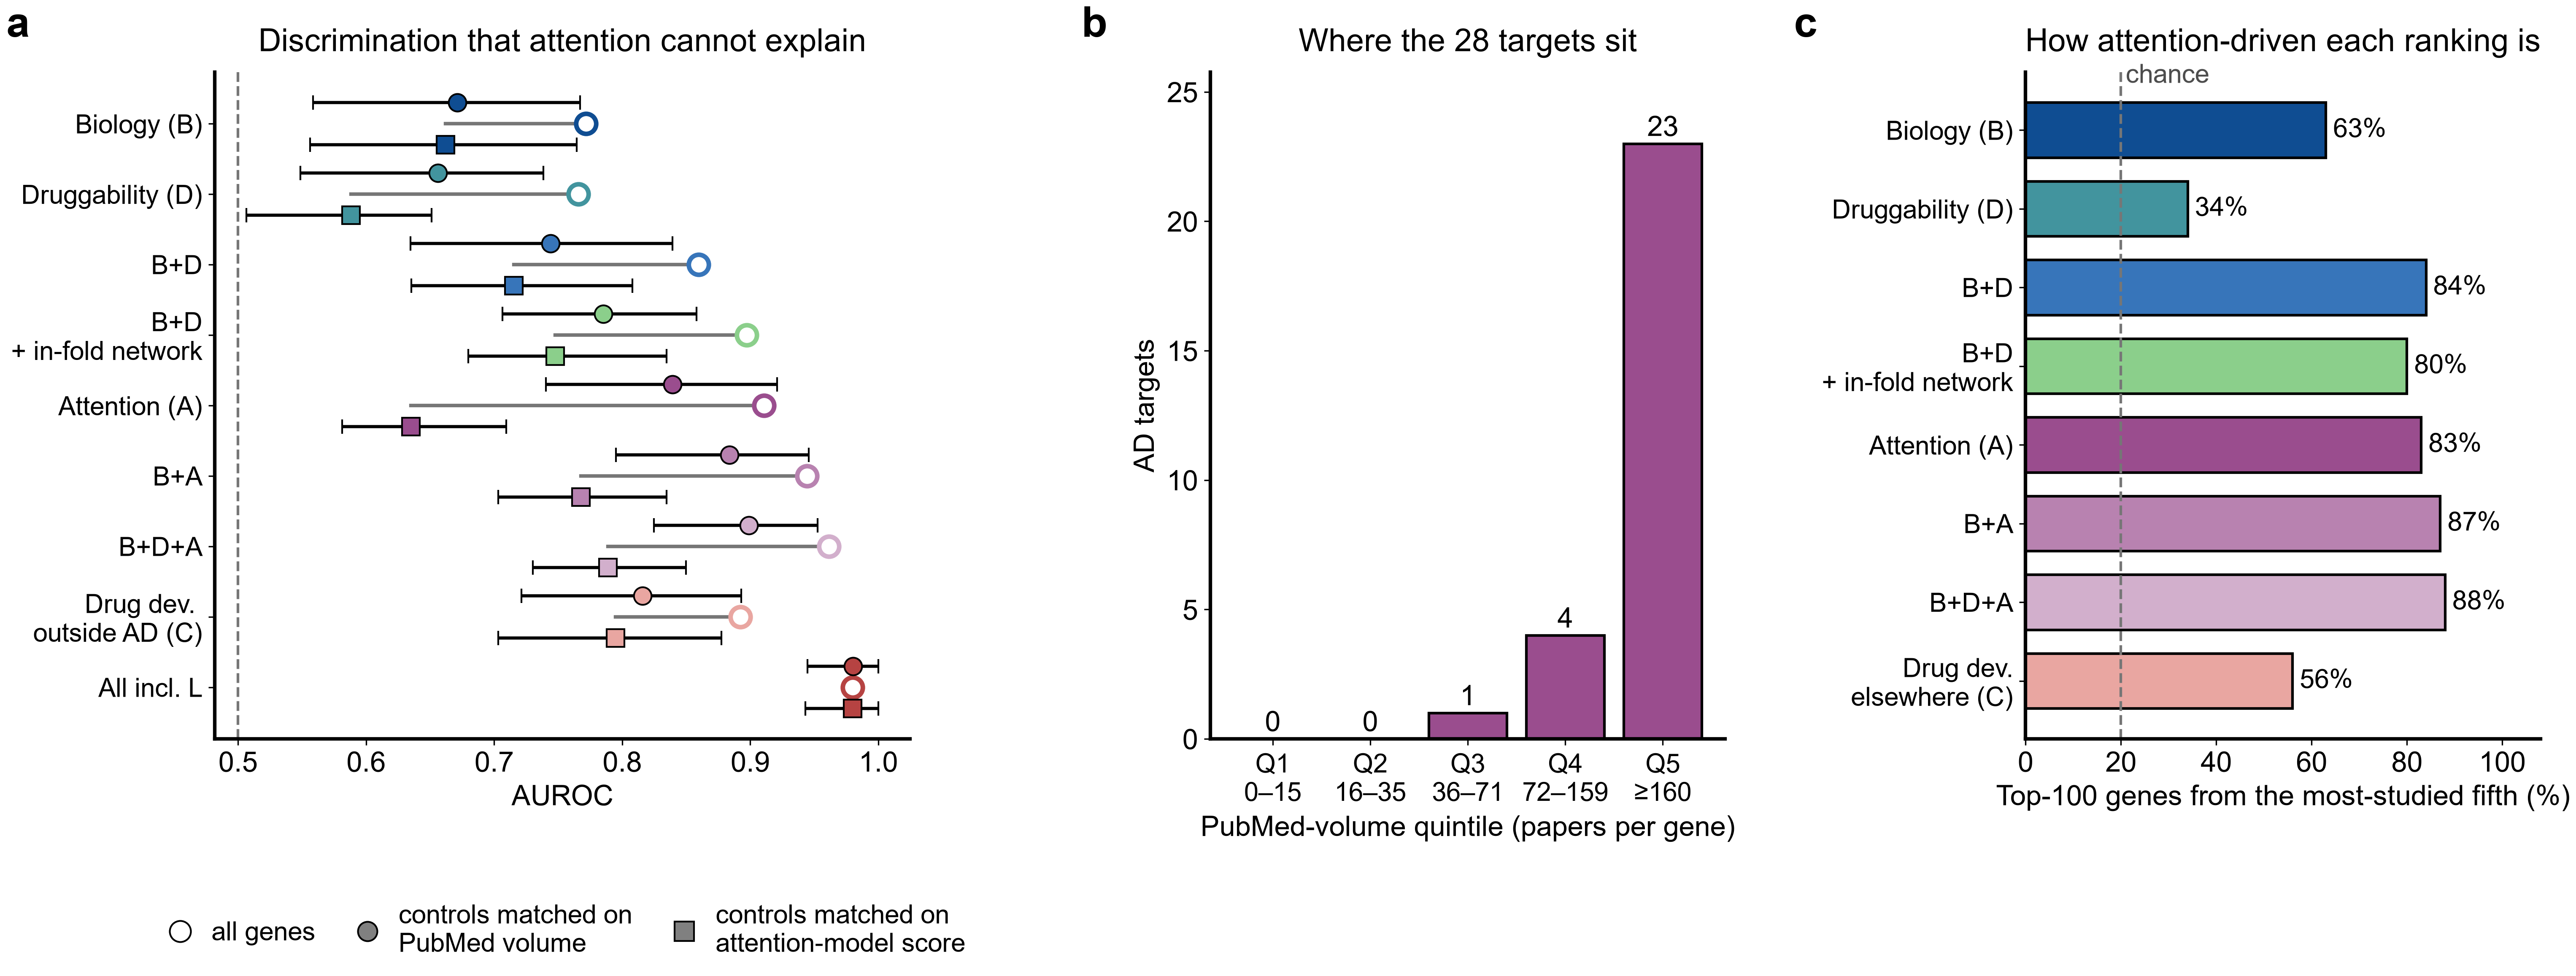 a
Discrimination that attention cannot explain
Biology (B)
Druggability (D)
B+D
B+D
+ in-fold network
Attention (A)
B+A
B+D+A
Drug dev.
outside AD (C)
All incl. L
0.5 0.6 0.7 0.8 0.9 1.0
AUROC
all genes
controls matched on
PubMed volume
controls matched on
attention-model score
b
Where the 28 targets sit
AD targets
25
20
15
10
5
0
0 0 1 4 23
Q1 Q2 Q3 Q4 Q5
0–15 16–35 36–71 72–159 ≥160
PubMed-volume quintile (papers per gene)
c
How attention-driven each ranking is
chance
Biology (B) 63%
Druggability (D) 34%
B+D 84%
B+D
+ in-fold network 80%
Attention (A) 83%
B+A 87%
B+D+A 88%
Drug dev.
elsewhere (C) 56%
0 20 40 60 80 100
Top-100 genes from the most-studied fifth (%)